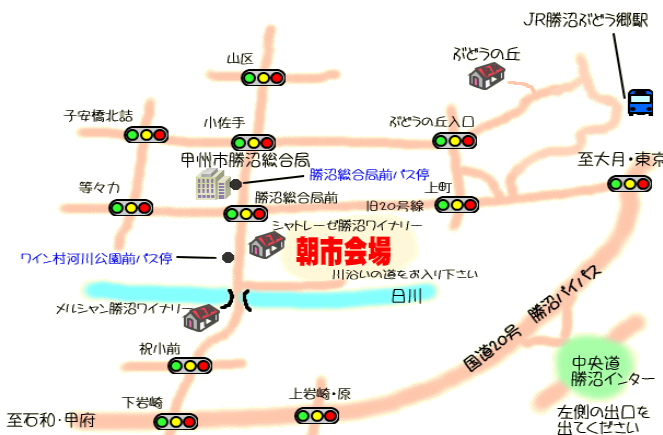 JR勝沼ぶどう郷駅
山区
ぶどうの丘
子安橋北詰
小佐手
ぶどうの丘入口
甲州市勝沼総合局
至大月・東京
勝沼総合局前バス停
等々力
勝沼総合局前
上町
旧20号線
シャトレーゼ勝沼ワイナリー
朝市会場
ワイン村河川公園前バス停
川沿いの道をお入り下さい
日川
メルシャン勝沼ワイナリー
国道20号 勝沼バイパス
祝小前
中央道
勝沼インター
下岩崎
上岩崎・原
至石和・甲府
左側の出口を
出てください